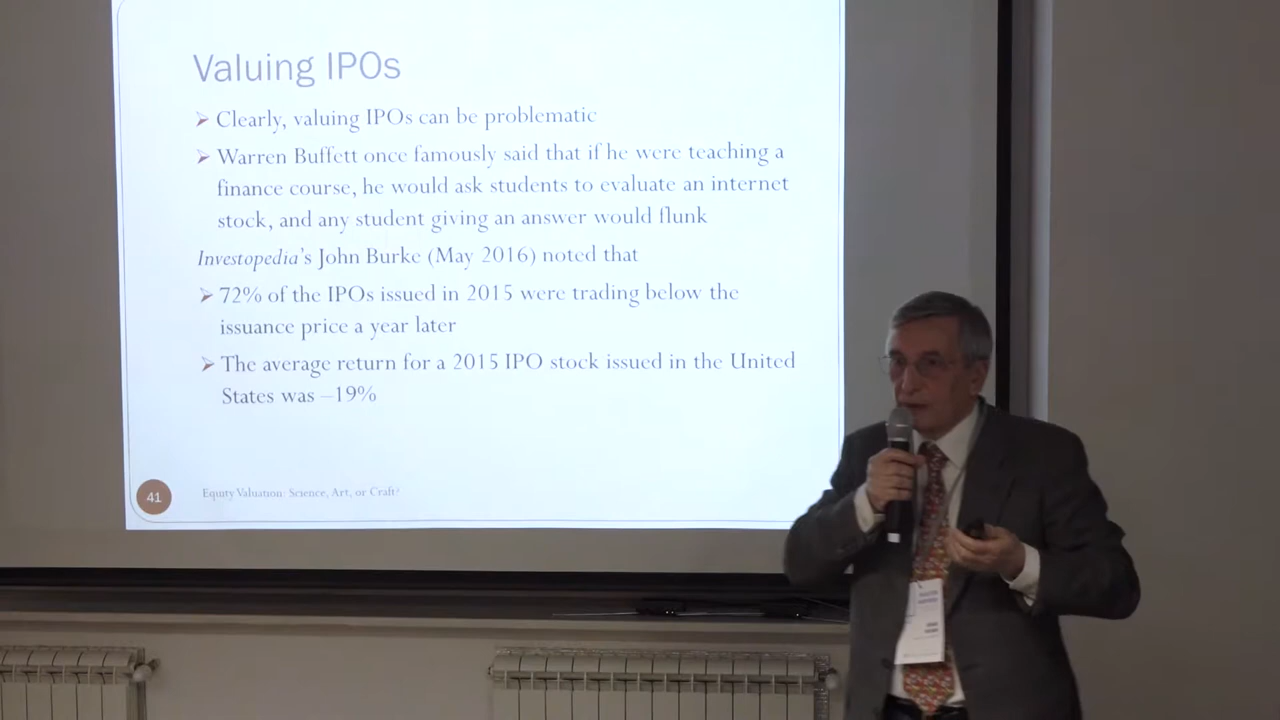 Valuing IPOs
➢ Clearly, valuing IPOs can be problematic
➢ Warren Buffett once famously said that if he were teaching a
finance course, he would ask students to evaluate an internet
stock, and any student giving an answer would flunk
Investopedia's John Burke (May 2016) noted that
➢ 72% of the IPOs issued in 2015 were trading below the
issuance price a year later
➢ The average return for a 2015 IPO stock issued in the United
States was –19%
41
Equity Valuation: Science, Art, or Craft?